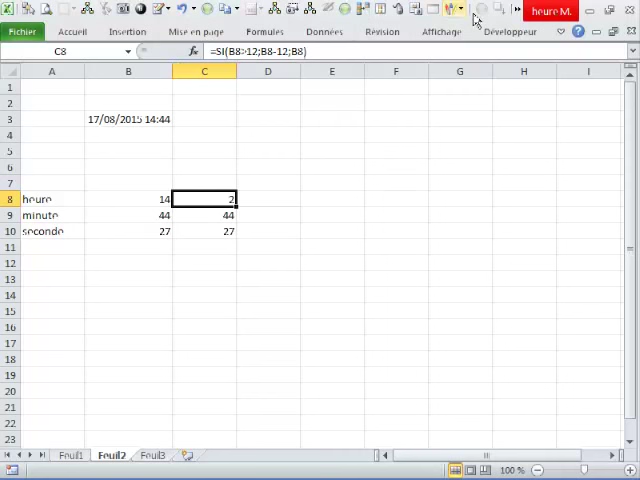 heure M.
Fichier Accueil Insertion Mise en page Formules Données Révision Affichage Développeur
C8 fx =SI(B8>12;B8-12;B8)
A B C D E F G H I
1
2
3 17/08/2015 14:44
4
5
6
7
8 heure 14 2
9 minute 44 44
10 seconde 27 27
11
12
13
14
15
16
17
18
19
20
21
22
23
Feuil1 Feuil2 Feuil3
100 %